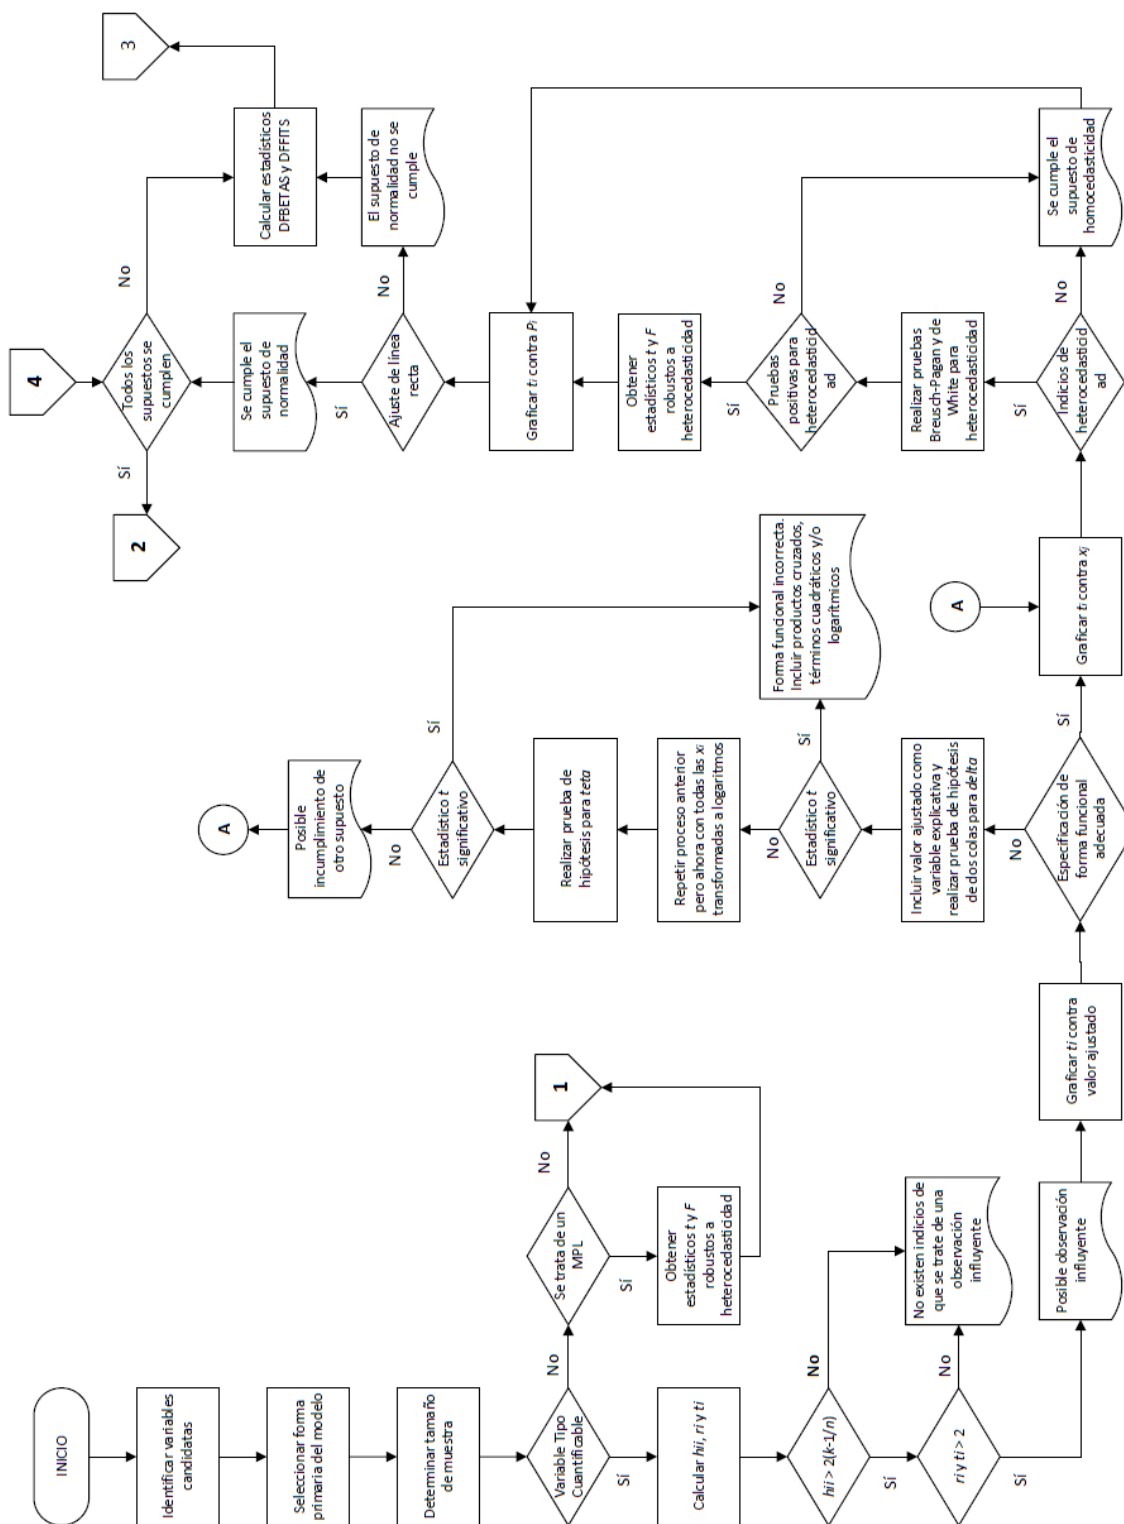 INICIO
Identificar variables
candidatas
Seleccionar forma
primaria del modelo
Determinar tamaño
de muestra
Variable Tipo
Cuantificable
No
Sí
Se trata de un
MPL
No
Sí
1
Obtener
estadísticos t y F
robustos a
heterocedasticidad
Calcular hii, ri y ti
hii > 2(k-1/n)
No
Sí
ri y ti > 2
No
Sí
No existen indicios de
que se trate de una
observación
influyente
Posible observación
influyente
Graficar ti contra
valor ajustado
Especificación de
forma funcional
adecuada
No
Sí
Incluir valor ajustado como
variable explicativa y
realizar prueba de hipótesis
de dos colas para delta
Estadístico t
significativo
No
Sí
Repetir proceso anterior
pero ahora con todas las xi
transformadas a logaritmos
Realizar prueba de
hipótesis para teta
Estadístico t
significativo
No
Sí
Posible
incumplimiento de
otro supuesto
A
Forma funcional incorrecta.
Incluir productos cruzados,
términos cuadráticos y/o
logarítmicos
A
Graficar ti contra xj
Indicios de
heterocedasticid
ad
No
Sí
Realizar pruebas
Breusch-Pagan y de
White para
heterocedasticidad
Pruebas
positivas para
heterocedasticid
ad
No
Sí
Se cumple el
supuesto de
homocedasticidad
Obtener
estadísticos t y F
robustos a
heterocedasticidad
Graficar ti contra Pi
Ajuste de línea
recta
No
Sí
El supuesto de
normalidad no se
cumple
Se cumple el
supuesto de
normalidad
4
Todos los
supuestos se
cumplen
Sí
No
2
Calcular estadísticos
DFBETAS y DFFITS
3